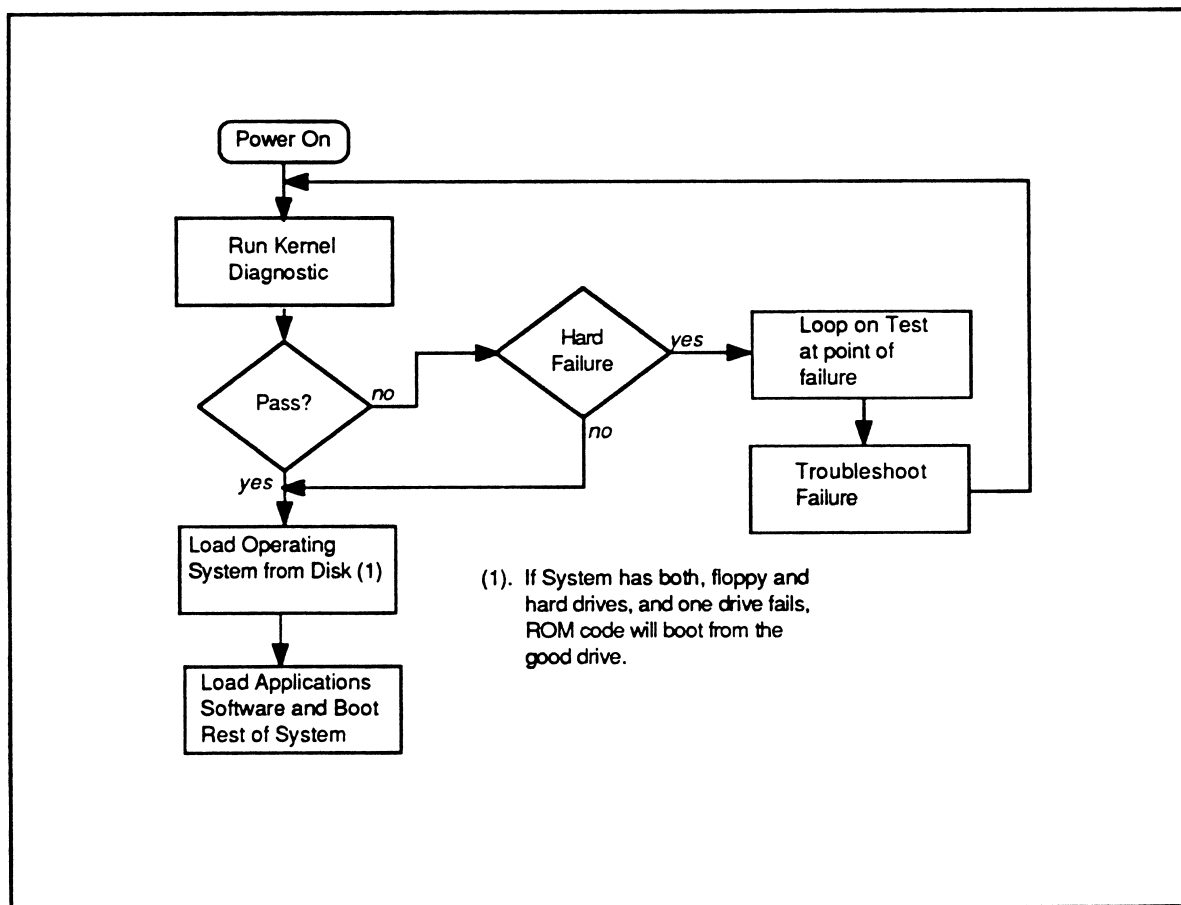 Power On
Run Kernel
Diagnostic
Pass?
no
yes
Hard
Failure
yes
no
Loop on Test
at point of
failure
Troubleshoot
Failure
Load Operating
System from Disk (1)
Load Applications
Software and Boot
Rest of System
(1). If System has both, floppy and
hard drives, and one drive fails,
ROM code will boot from the
good drive.